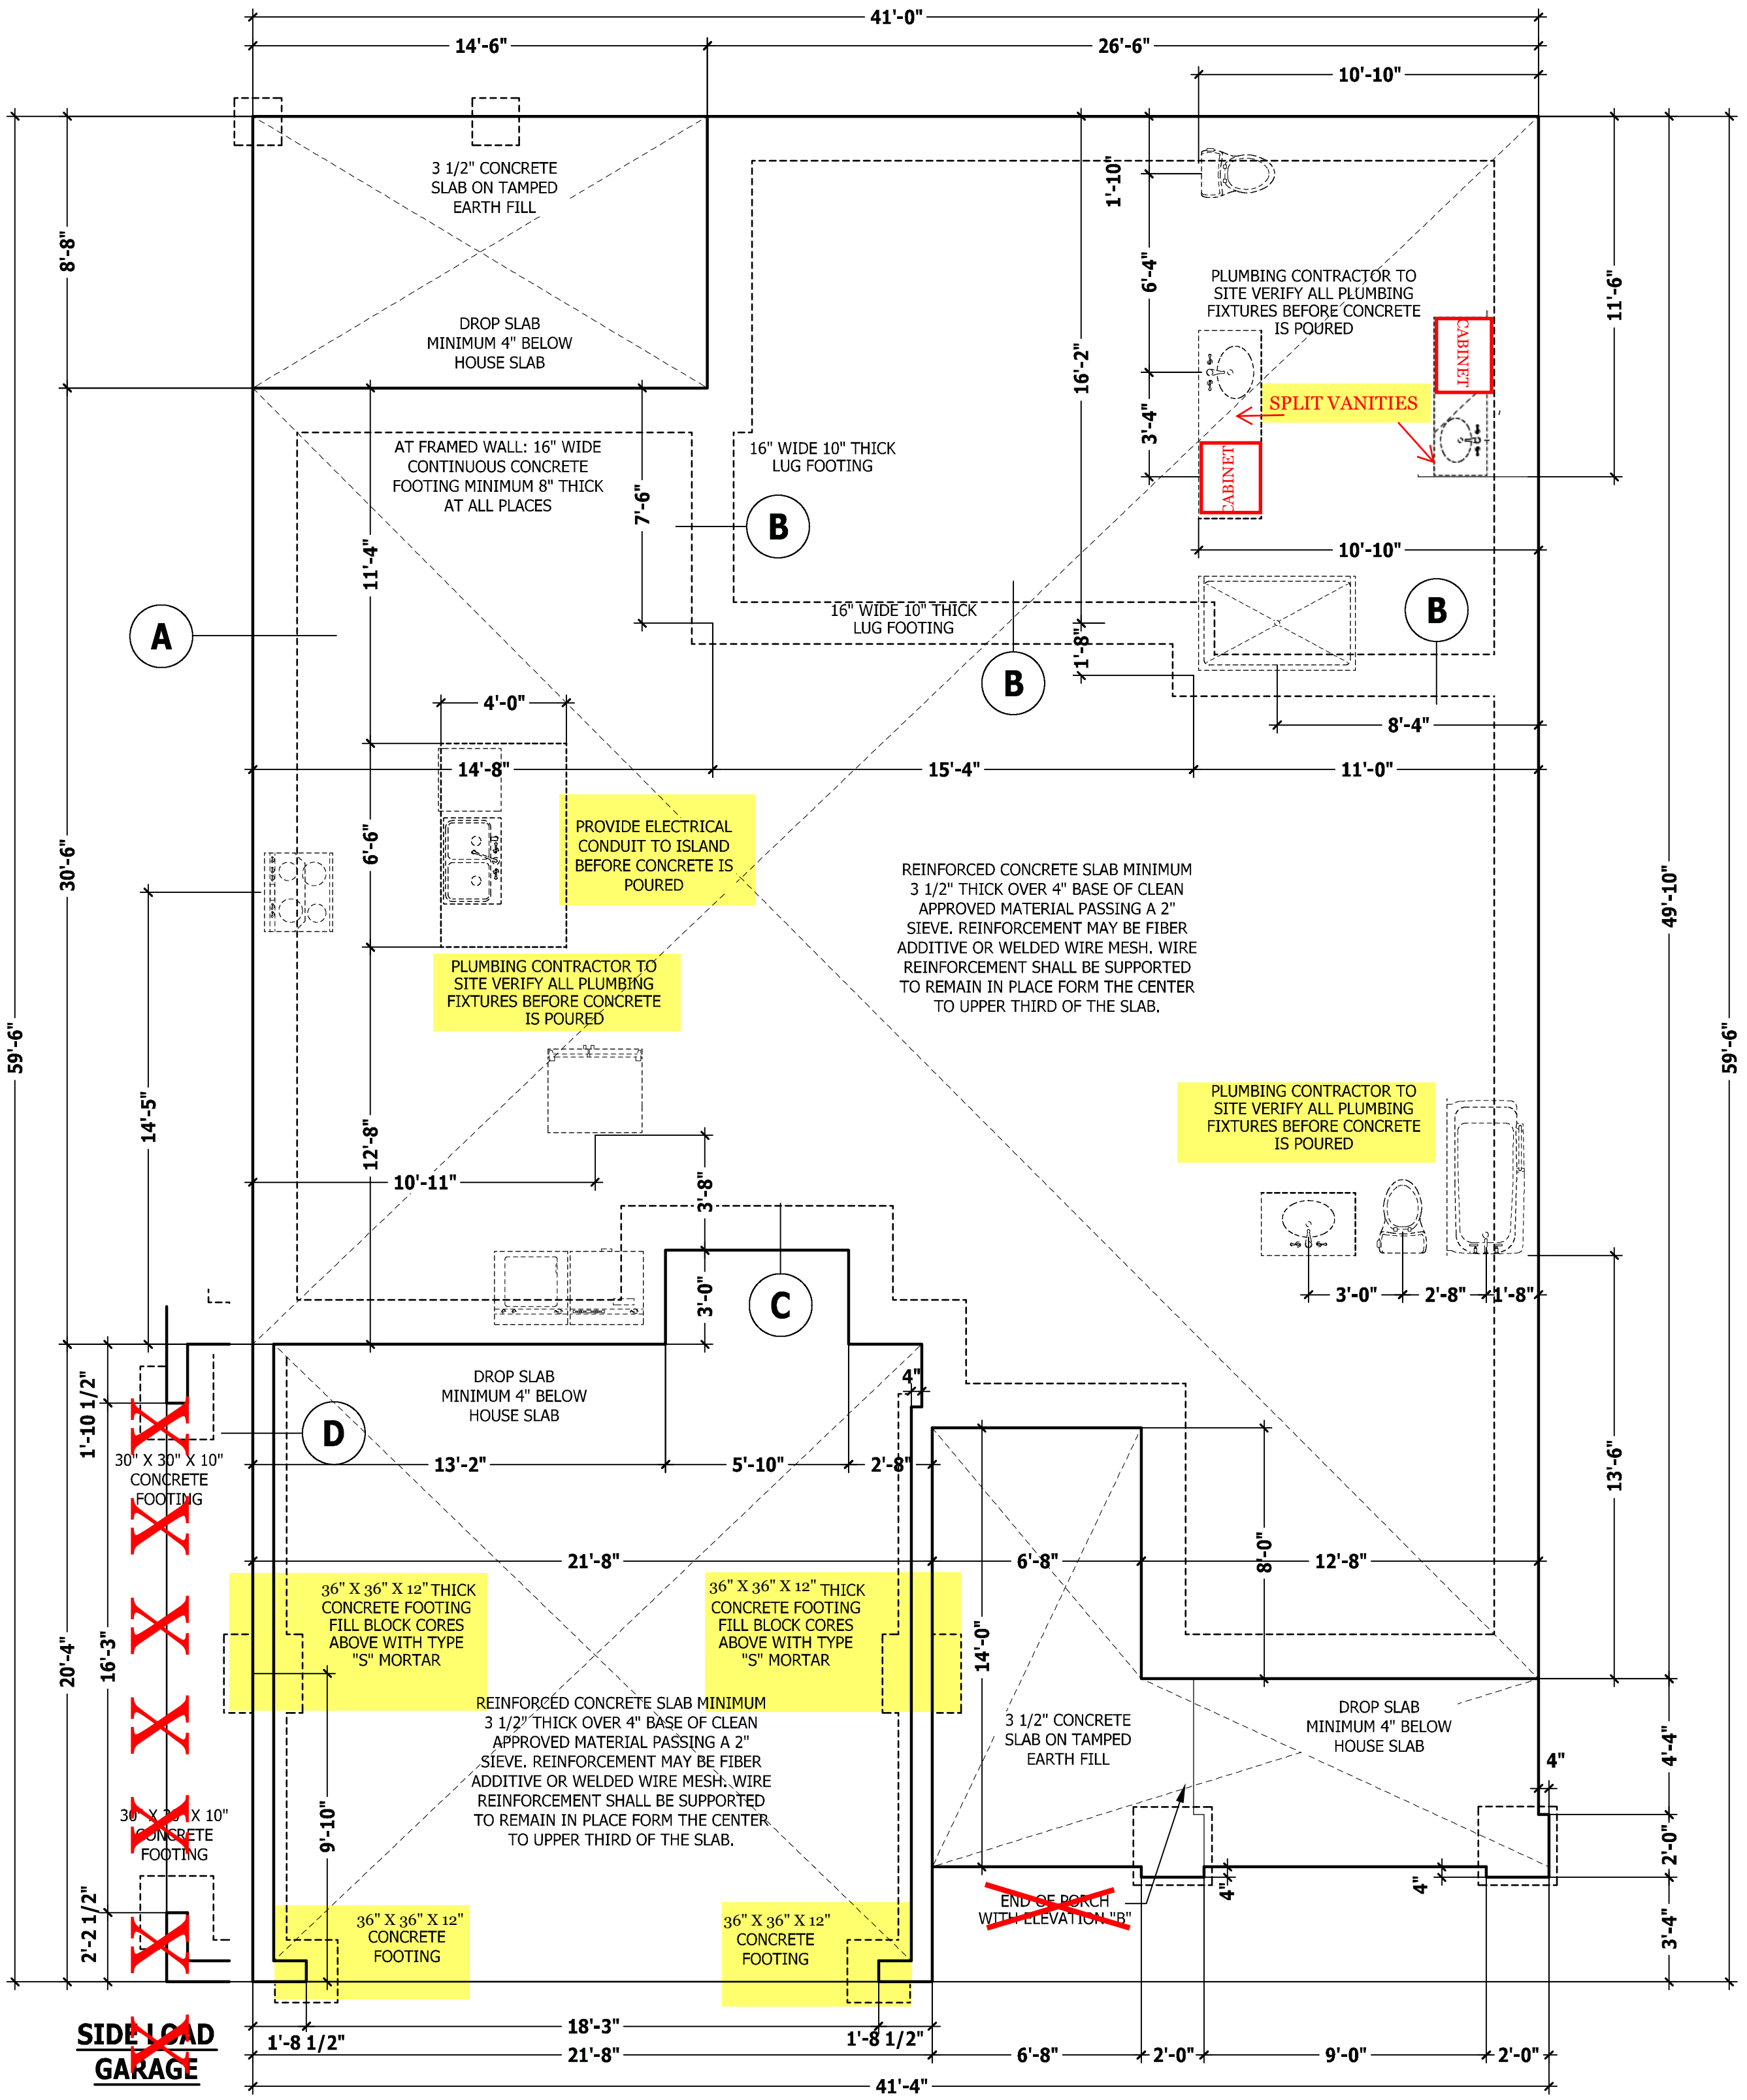 41'-0"
14'-6"
26'-6"
10'-10"
3 1/2" CONCRETE
SLAB ON TAMPED
EARTH FILL
1'-10"
8'-8"
6'-4"
11'-6"
PLUMBING CONTRACTOR TO
SITE VERIFY ALL PLUMBING
FIXTURES BEFORE CONCRETE
IS POURED
DROP SLAB
MINIMUM 4" BELOW
HOUSE SLAB
CABINET
16'-2"
SPLIT VANITIES
3'-4"
AT FRAMED WALL: 16" WIDE
CONTINUOUS CONCRETE
FOOTING MINIMUM 8" THICK
AT ALL PLACES
16" WIDE 10" THICK
LUG FOOTING
CABINET
7'-6"
B
11'-4"
10'-10"
A
16" WIDE 10" THICK
LUG FOOTING
B
1'-8"
B
4'-0"
8'-4"
14'-8"
15'-4"
11'-0"
PROVIDE ELECTRICAL
CONDUIT TO ISLAND
BEFORE CONCRETE IS
POURED
6'-6"
30'-6"
49'-10"
REINFORCED CONCRETE SLAB MINIMUM
3 1/2" THICK OVER 4" BASE OF CLEAN
APPROVED MATERIAL PASSING A 2"
SIEVE. REINFORCEMENT MAY BE FIBER
ADDITIVE OR WELDED WIRE MESH. WIRE
REINFORCEMENT SHALL BE SUPPORTED
TO REMAIN IN PLACE FORM THE CENTER
TO UPPER THIRD OF THE SLAB.
PLUMBING CONTRACTOR TO
SITE VERIFY ALL PLUMBING
FIXTURES BEFORE CONCRETE
IS POURED
59'-6"
59'-6"
14'-5"
12'-8"
PLUMBING CONTRACTOR TO
SITE VERIFY ALL PLUMBING
FIXTURES BEFORE CONCRETE
IS POURED
10'-11"
3'-8"
3'-0"
C
3'-0"
2'-8"
1'-8"
DROP SLAB
MINIMUM 4" BELOW
HOUSE SLAB
4"
1'-10 1/2"
X
D
30" X 30" X 10"
CONCRETE
FOOTING
13'-2"
5'-10"
2'-8"
13'-6"
X
21'-8"
6'-8"
8'-0"
12'-8"
36" X 36" X 12" THICK
CONCRETE FOOTING
FILL BLOCK CORES
ABOVE WITH TYPE
"S" MORTAR
36" X 36" X 12" THICK
CONCRETE FOOTING
FILL BLOCK CORES
ABOVE WITH TYPE
"S" MORTAR
X
20'-4"
16'-3"
14'-0"
X
REINFORCED CONCRETE SLAB MINIMUM
3 1/2" THICK OVER 4" BASE OF CLEAN
APPROVED MATERIAL PASSING A 2"
SIEVE. REINFORCEMENT MAY BE FIBER
ADDITIVE OR WELDED WIRE MESH. WIRE
REINFORCEMENT SHALL BE SUPPORTED
TO REMAIN IN PLACE FORM THE CENTER
TO UPPER THIRD OF THE SLAB.
3 1/2" CONCRETE
SLAB ON TAMPED
EARTH FILL
DROP SLAB
MINIMUM 4" BELOW
HOUSE SLAB
4'-4"
4"
9'-10"
X
30" X 30" X 10"
CONCRETE
FOOTING
2'-0"
4"
4"
END OF PORCH
WITH ELEVATION "B"
36" X 36" X 12"
CONCRETE
FOOTING
36" X 36" X 12"
CONCRETE
FOOTING
2'-2 1/2"
X
3'-4"
SIDE LOAD
GARAGE
X
1'-8 1/2"
18'-3"
1'-8 1/2"
21'-8"
6'-8"
2'-0"
9'-0"
2'-0"
41'-4"